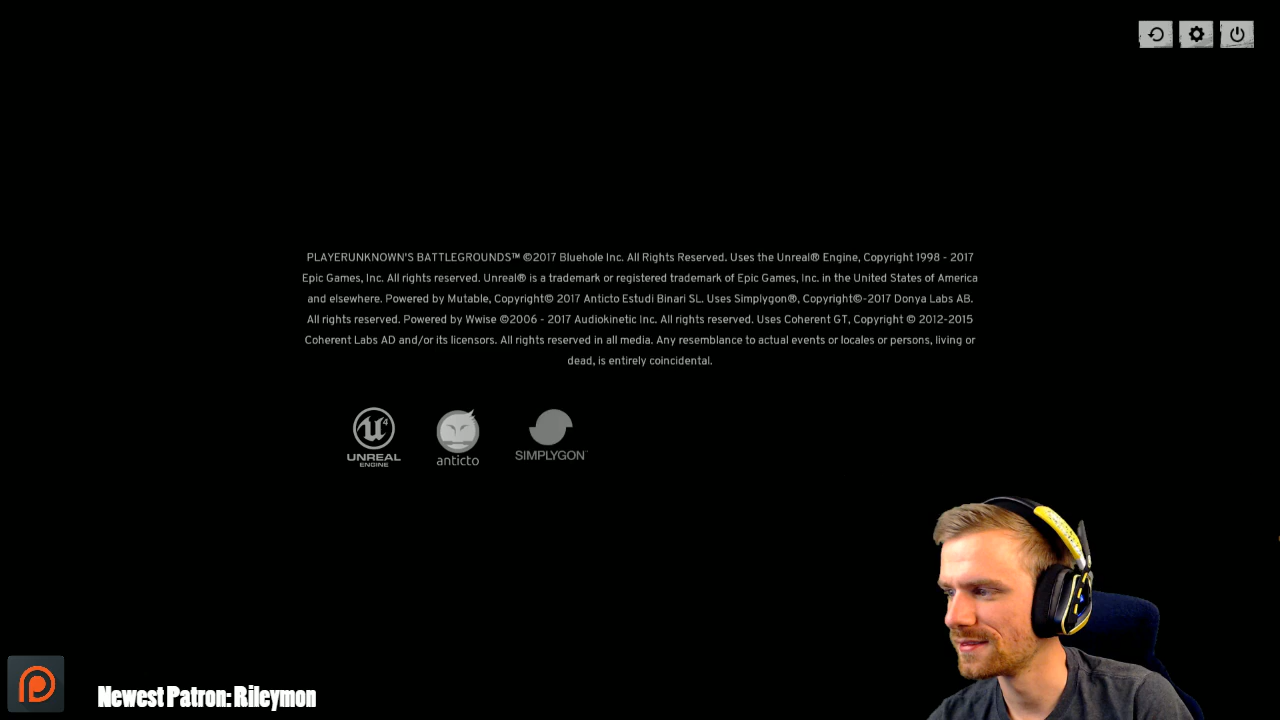 PLAYERUNKNOWN'S BATTLEGROUNDS™ ©2017 Bluehole Inc. All Rights Reserved. Uses the Unreal® Engine, Copyright 1998 - 2017
Epic Games, Inc. All rights reserved. Unreal® is a trademark or registered trademark of Epic Games, Inc. in the United States of America
and elsewhere. Powered by Mutable, Copyright© 2017 Anticto Estudi Binari SL. Uses Simplygon®, Copyright©-2017 Donya Labs AB.
All rights reserved. Powered by Wwise ©2006 - 2017 Audiokinetic Inc. All rights reserved. Uses Coherent GT, Copyright © 2012-2015
Coherent Labs AD and/or its licensors. All rights reserved in all media. Any resemblance to actual events or locales or persons, living or
dead, is entirely coincidental.
UNREAL
ENGINE
anticto
SIMPLYGON
Newest Patron: Rileymon